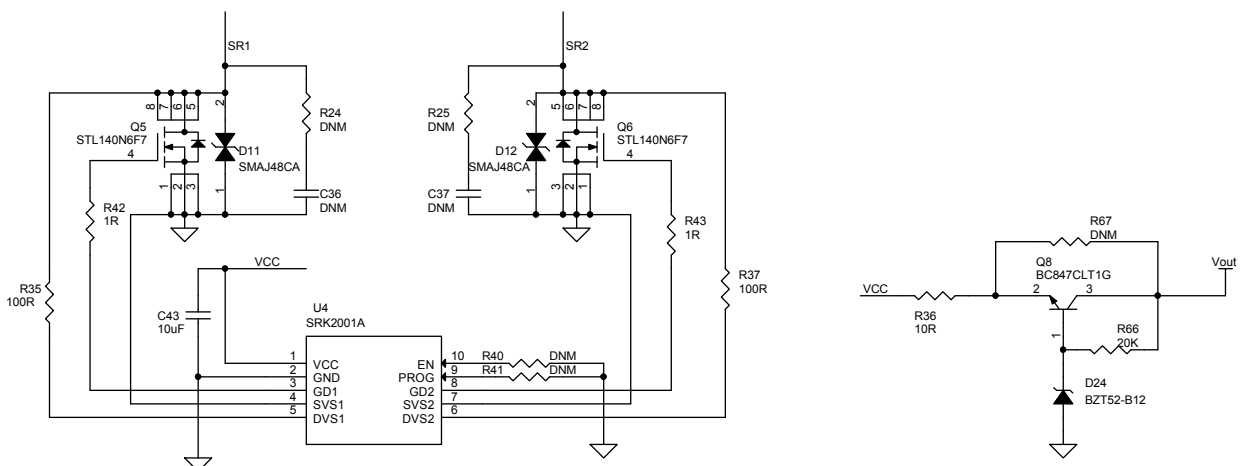 SR1
SR2
8
7
6
5
2
Q5
STL140N6F7
4
1
2
3
1
D11
SMAJ48CA
R24
DNM
C36
DNM
R42
1R
R35
100R
R25
DNM
C37
DNM
2
5
6
7
8
D12
SMAJ48CA
Q6
STL140N6F7
4
1
3
2
1
R43
1R
R37
100R
VCC
C43
10uF
U4
SRK2001A
1 VCC
2 GND
3 GD1
4 SVS1
5 DVS1
EN 10
PROG 9
GD2 8
SVS2 7
DVS2 6
R40 DNM
R41 DNM
R67
DNM
Q8
BC847CLT1G
2
3
1
VCC
R36
10R
Vout
R66
20K
D24
BZT52-B12